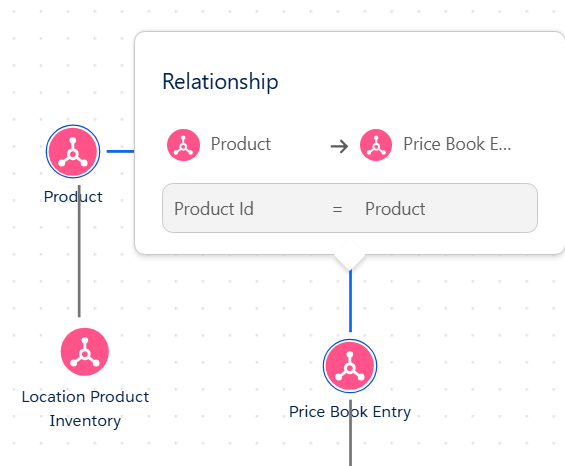 Relationship
Product → Price Book E...
Product Id = Product
Product
Location Product
Inventory
Price Book Entry